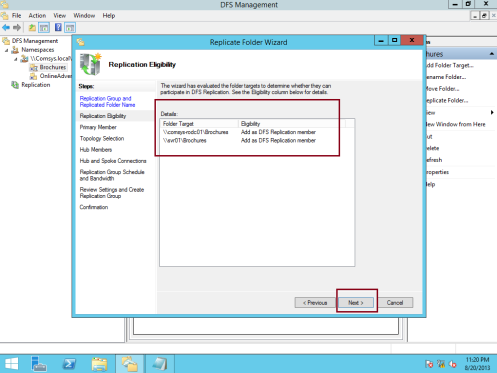 DFS Management
File Action View Window Help
DFS Management
Namespaces
\\Comsys.local\
Brochures
OnlineAdver
Replication
Replicate Folder Wizard
Replication Eligibility
Steps:
Replication Group and
Replicated Folder Name
Replication Eligibility
Primary Member
Topology Selection
Hub Members
Hub and Spoke Connections
Replication Group Schedule
and Bandwidth
Review Settings and Create
Replication Group
Confirmation
The wizard has evaluated the folder targets to determine whether they can
participate in DFS Replication. See the Eligibility column below for details.
Details:
Folder Target Eligibility
\\comsys-rodc01\Brochures Add as DFS Replication member
\\svr01\Brochures Add as DFS Replication member
< Previous Next > Cancel
hures
dd Folder Target...
ename Folder...
ove Folder...
eplicate Folder...
iew
ew Window from Here
ut
elete
efresh
roperties
elp
11:20 PM
8/20/2013